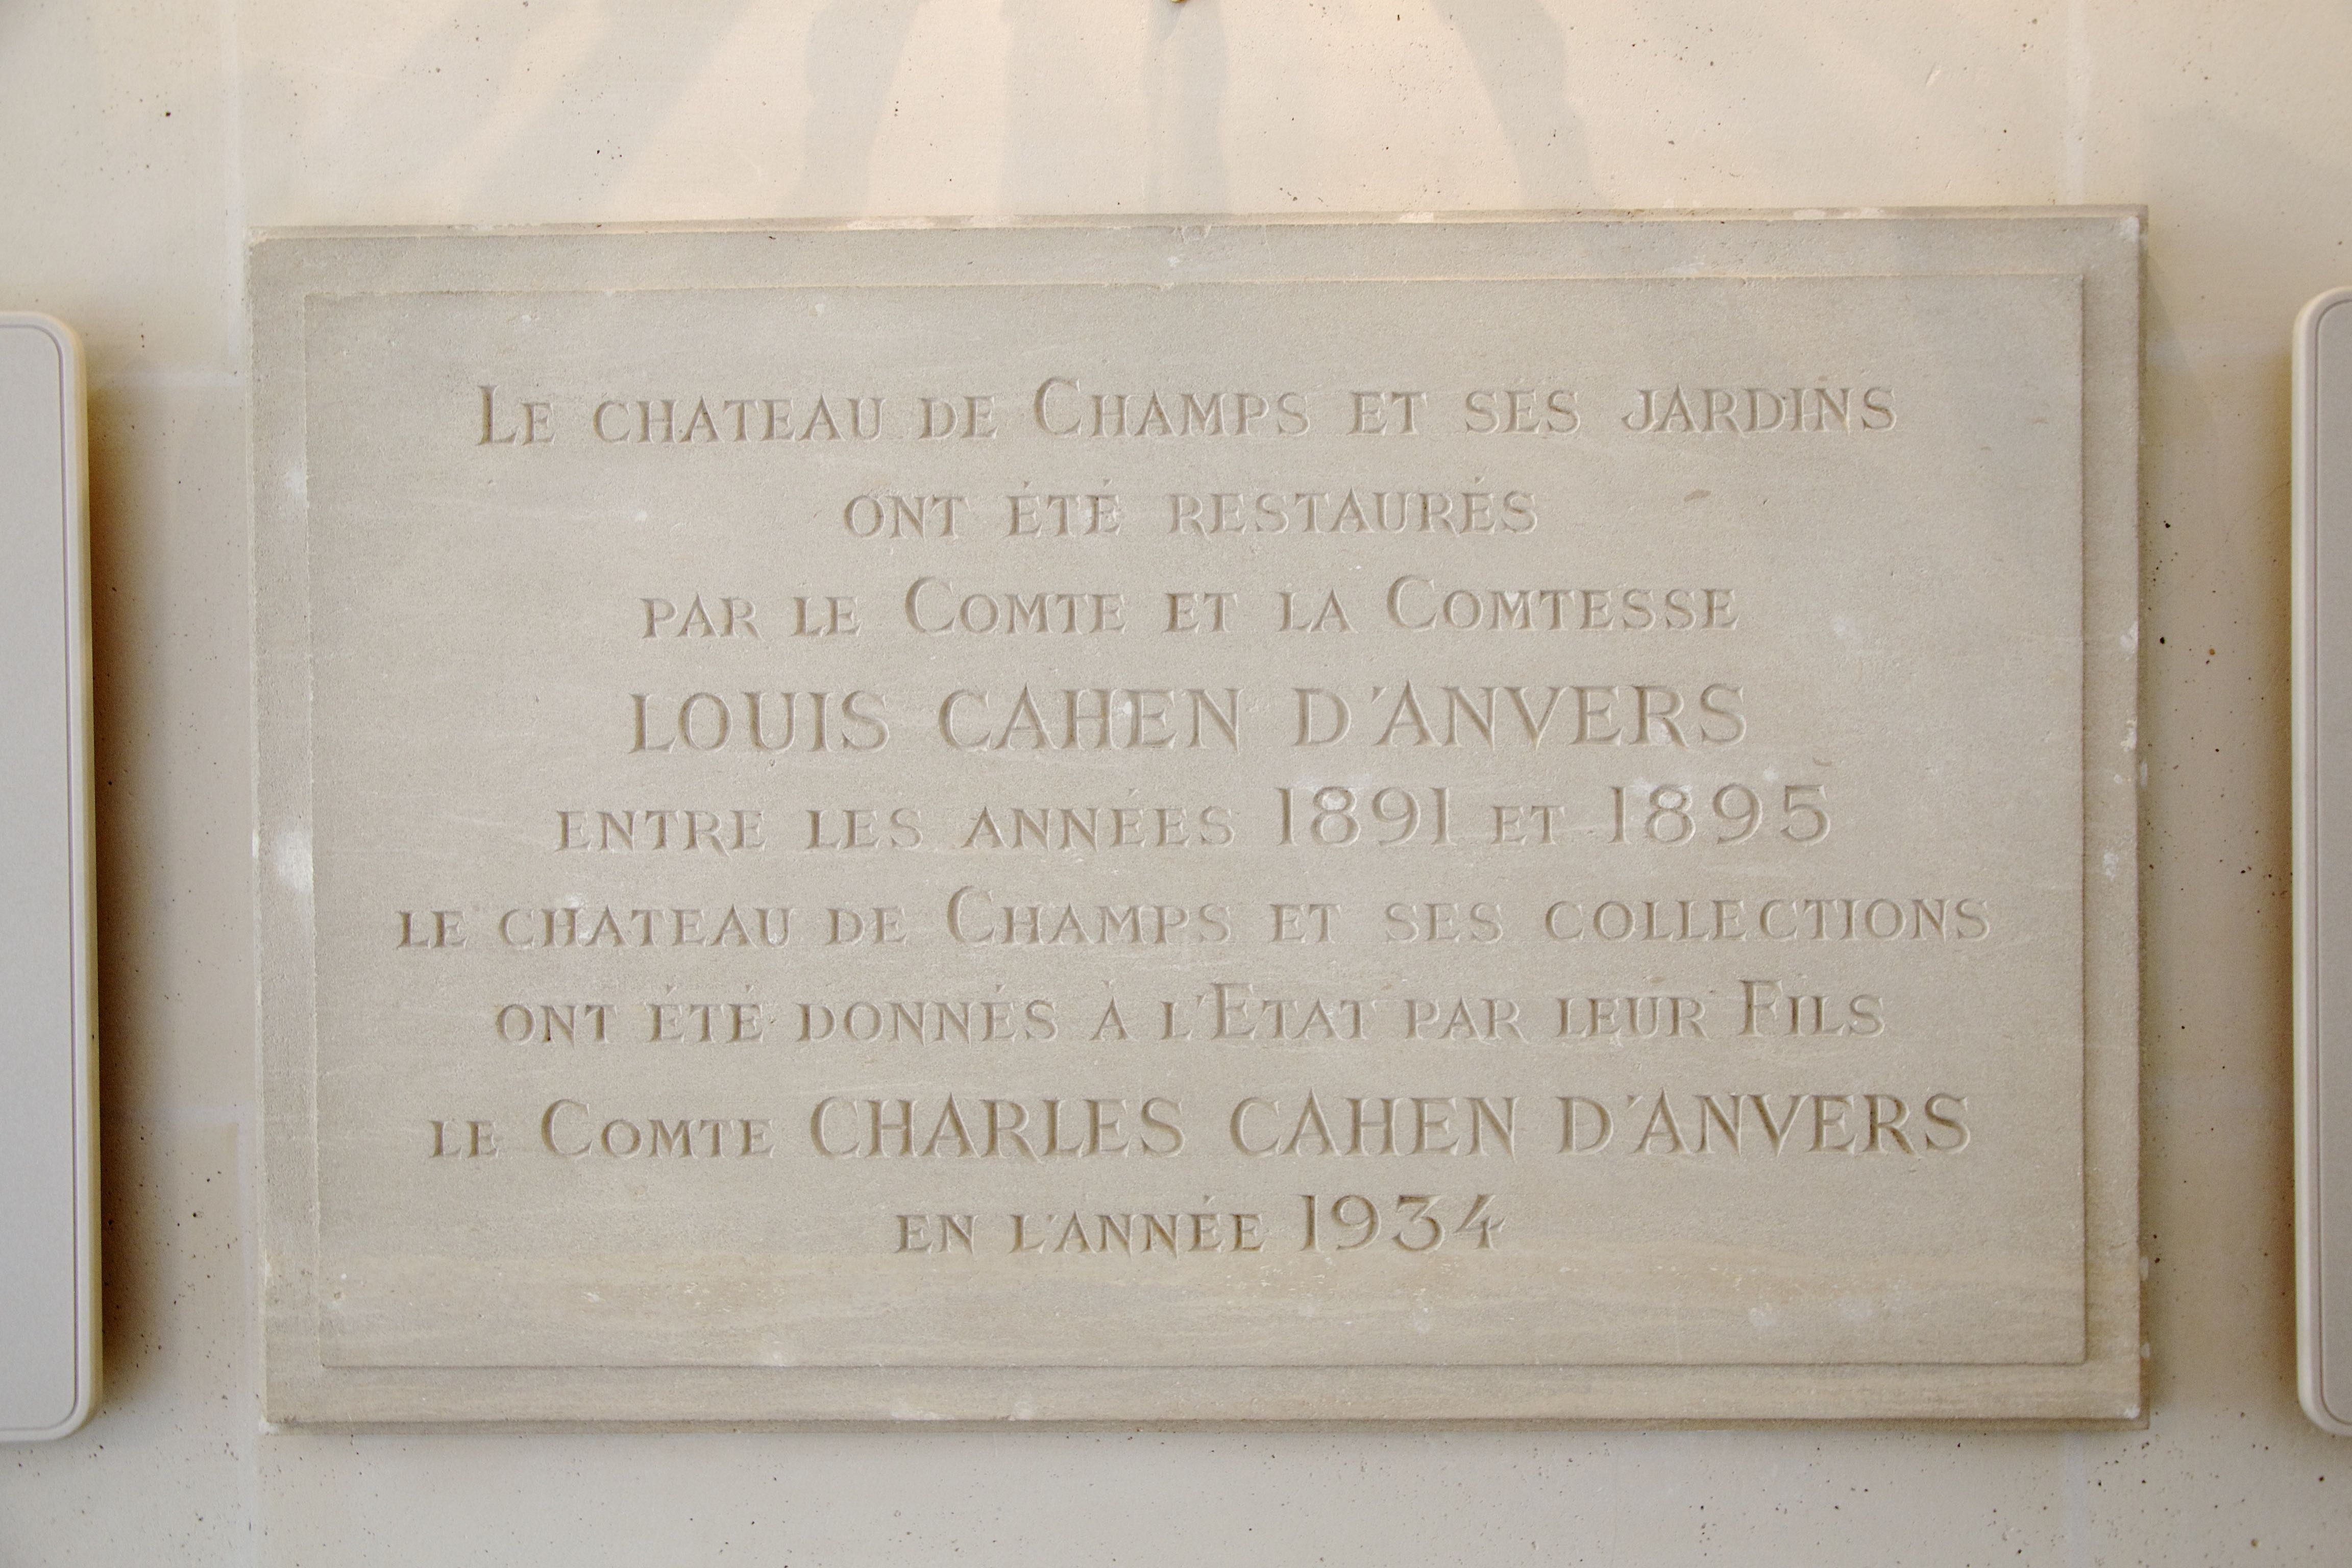 LE CHATEAU DE CHAMPS ET SES JARDINS
ONT ÉTÉ RESTAURÉS
PAR LE COMTE ET LA COMTESSE
LOUIS CAHEN D'ANVERS
ENTRE LES ANNÉES 1891 ET 1895
LE CHATEAU DE CHAMPS ET SES COLLECTIONS
ONT ÉTÉ DONNÉS À L'ETAT PAR LEUR FILS
LE COMTE CHARLES CAHEN D'ANVERS
EN L'ANNÉE 1934